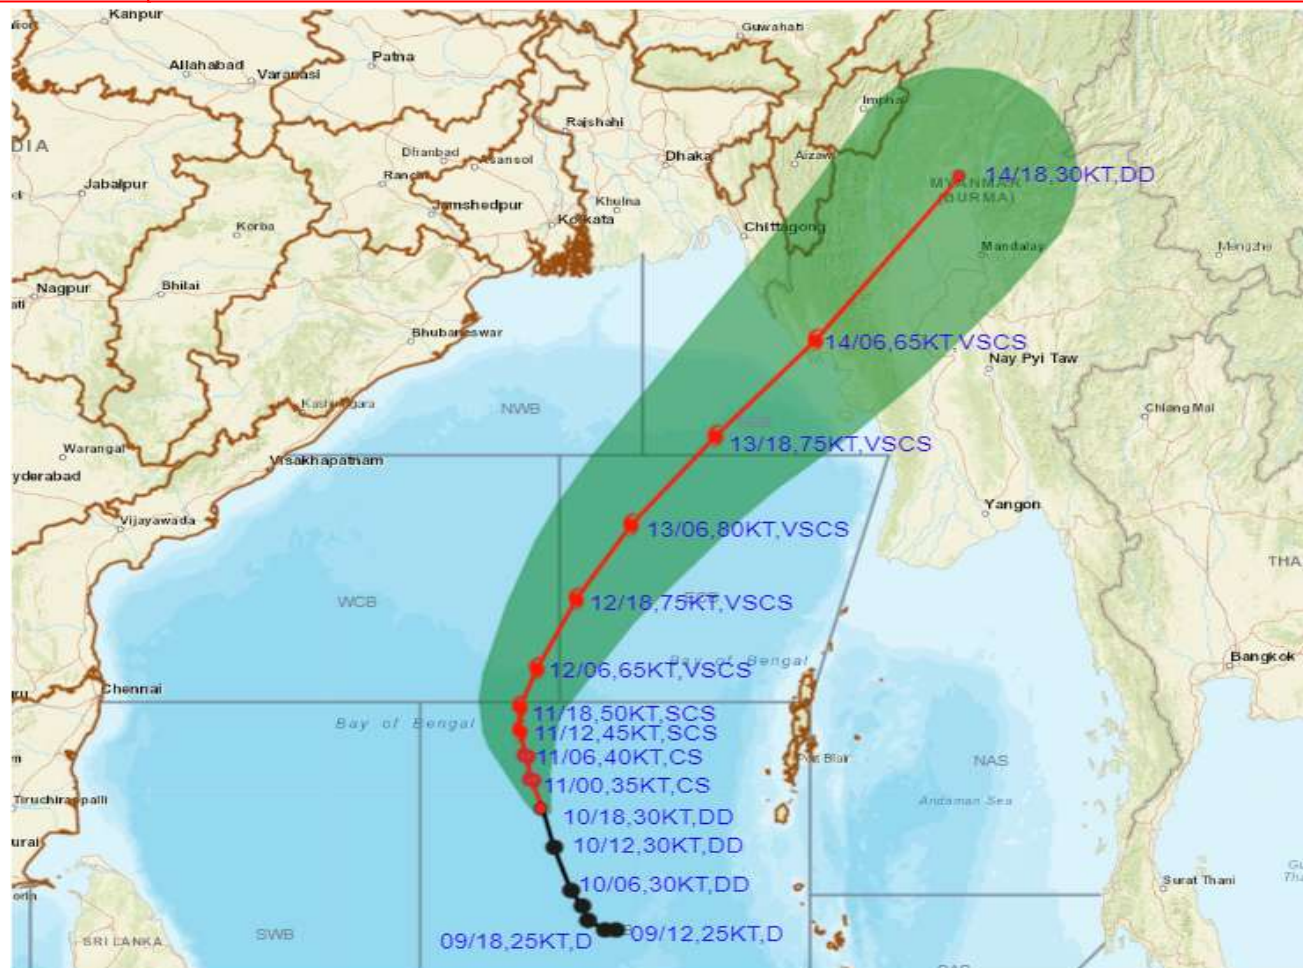 Kanpur
Guwahati
Patna
Allahabad
Varanasi
Imphal
Rajshahi
DIA
Dhanbad
Asansol
Dhaka
Aizaw
Ranchi
Jabalpur
14/18,30KT,DD
MYANMAR
(BURMA)
Khulna
Jamshedpur
Kolkata
Korba
Chittagong
Mandalay
Mengzhe
Nagpur
Bhilai
Bhubaneswar
14/06,65KT,VSCS
Nay Pyi Taw
NWB
Chiang Mai
13/18,75KT,VSCS
Warangal
Visakhapatnam
yderabad
Yangon
Vijayawada
13/06,80KT,VSCS
THA
WCB
12/18,75KT,VSCS
Bay of Bengal
Bangkok
12/06,65KT,VSCS
Chennai
11/18,50KT,SCS
Bay of Bengal
11/12,45KT,SCS
11/06,40KT,CS
Port Blair
NAS
11/00,35KT,CS
Tiruchirappalli
Andaman Sea
10/18,30KT,DD
urai
10/12,30KT,DD
10/06,30KT,DD
Surat Thani
orin
SWB
09/18,25KT,D
09/12,25KT,D
SRI LANKA